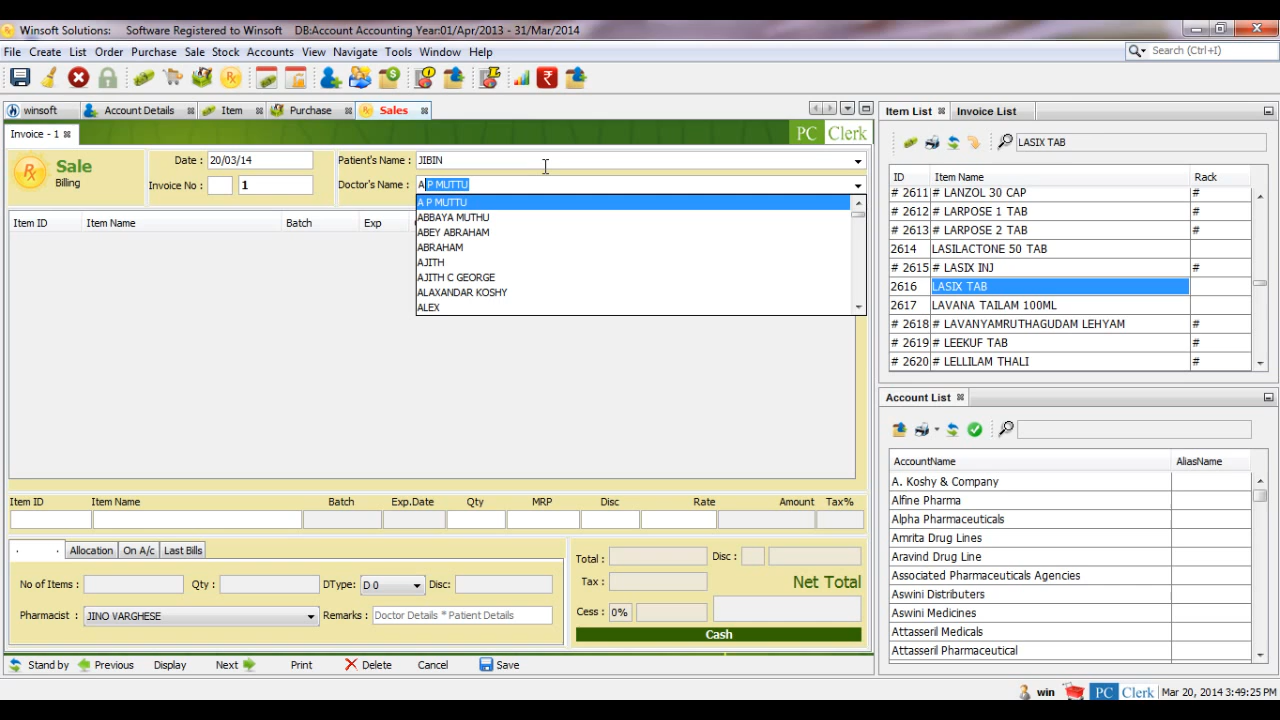 Winsoft Solutions: Software Registered to Winsoft DB:Account Accounting Year:01/Apr/2013 - 31/Mar/2014
File Create List Order Purchase Sale Stock Accounts View Navigate Tools Window Help
Search (Ctrl+I)
winsoft Account Details Item Purchase Sales
Item List Invoice List
Invoice - 1
PC Clerk
LASIX TAB
Sale
Billing
Date : 20/03/14
Patient's Name : JIBIN
Invoice No : 1
Doctor's Name : A P MUTTU
A P MUTTU
ABBAYA MUTHU
ABEY ABRAHAM
ABRAHAM
AJITH
AJITH C GEORGE
ALAXANDAR KOSHY
ALEX
Item ID Item Name Batch Exp
ID Item Name Rack
# 2611 # LANZOL 30 CAP #
# 2612 # LARPOSE 1 TAB #
# 2613 # LARPOSE 2 TAB #
2614 LASILACTONE 50 TAB
# 2615 # LASIX INJ #
2616 LASIX TAB
2617 LAVANA TAILAM 100ML
# 2618 # LAVANYAMRUTHAGUDAM LEHYAM #
# 2619 # LEEKUF TAB #
# 2620 # LELLILAM THALI #
Account List
AccountName AliasName
A. Koshy & Company
Alfine Pharma
Alpha Pharmaceuticals
Amrita Drug Lines
Aravind Drug Line
Associated Pharmaceuticals Agencies
Aswini Distributers
Aswini Medicines
Attasseril Medicals
Attasseril Pharmaceutical
Item ID Item Name Batch Exp.Date Qty MRP Disc Rate Amount Tax%
Allocation On A/c Last Bills
No of Items : Qty : DType: D 0 Disc:
Pharmacist : JINO VARGHESE Remarks : Doctor Details * Patient Details
Total : Disc :
Tax : Net Total
Cess : 0%
Cash
Stand by Previous Display Next Print Delete Cancel Save
win PC Clerk Mar 20, 2014 3:49:25 PM